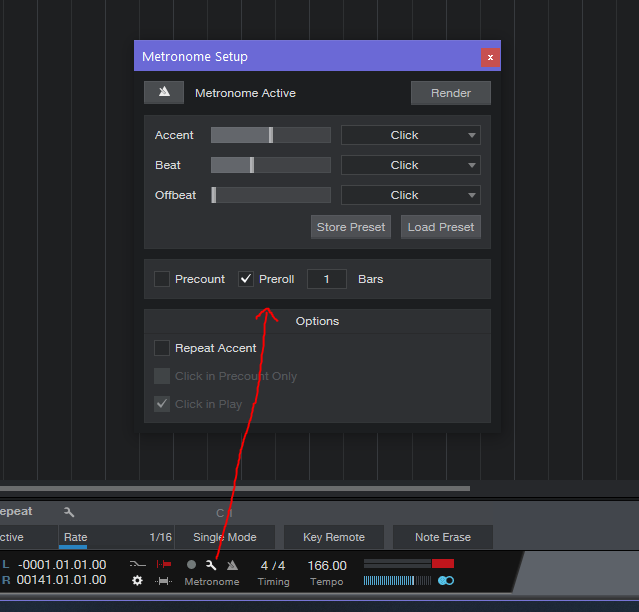 Metronome Setup
x
Metronome Active
Render
Accent
Click
Beat
Click
Offbeat
Click
Store Preset
Load Preset
Precount
Preroll
1
Bars
Options
Repeat Accent
Click in Precount Only
Click in Play
epeat
ctive
Rate
1/16
Single Mode
Key Remote
Note Erase
L -0001.01.01.00
4 / 4
166.00
R 00141.01.01.00
Metronome
Timing
Tempo